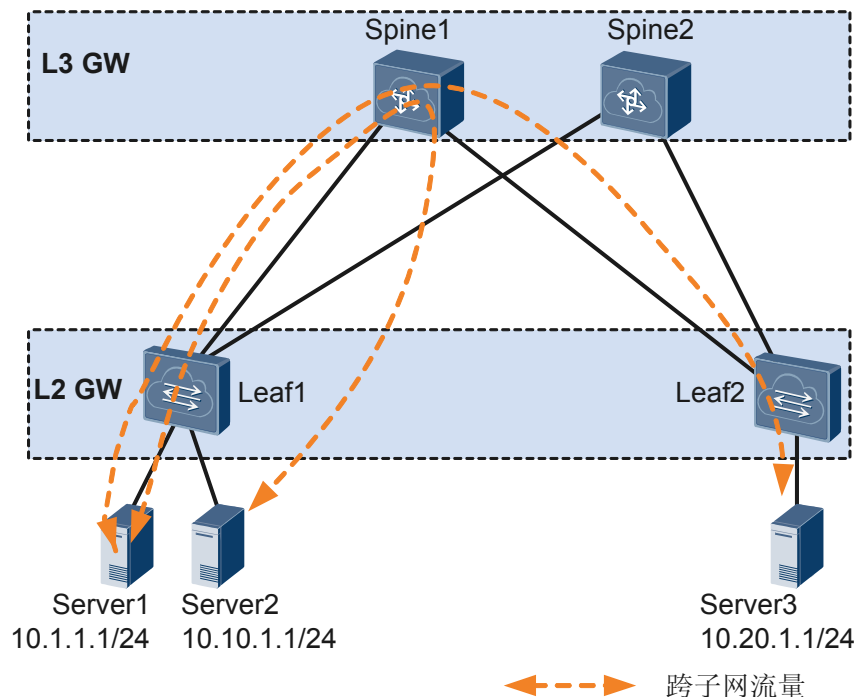 Spine1
Spine2
L3 GW
L2 GW
Leaf1
Leaf2
Server1
10.1.1.1/24
Server2
10.10.1.1/24
Server3
10.20.1.1/24
跨子网流量